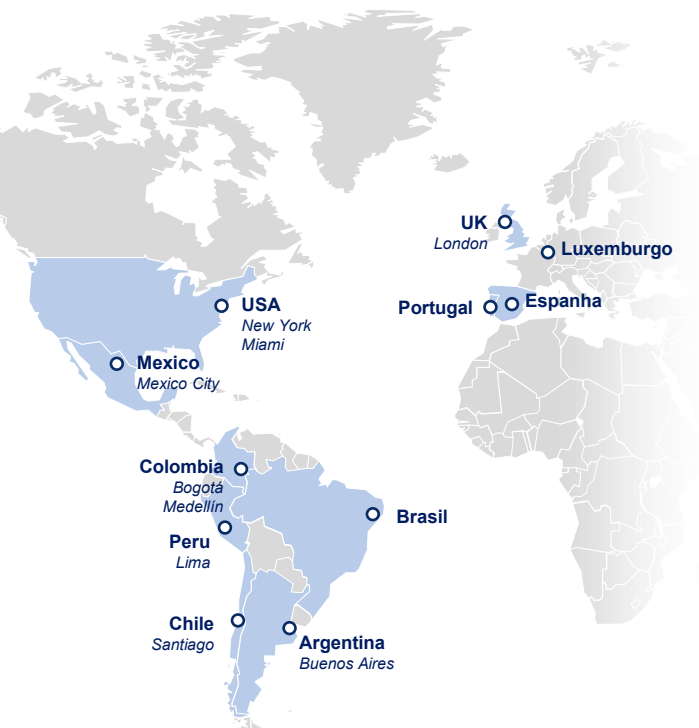 UK
London
Luxemburgo
Portugal
Espanha
USA
New York
Miami
Mexico
Mexico City
Colombia
Bogotá
Medellín
Brasil
Peru
Lima
Chile
Santiago
Argentina
Buenos Aires